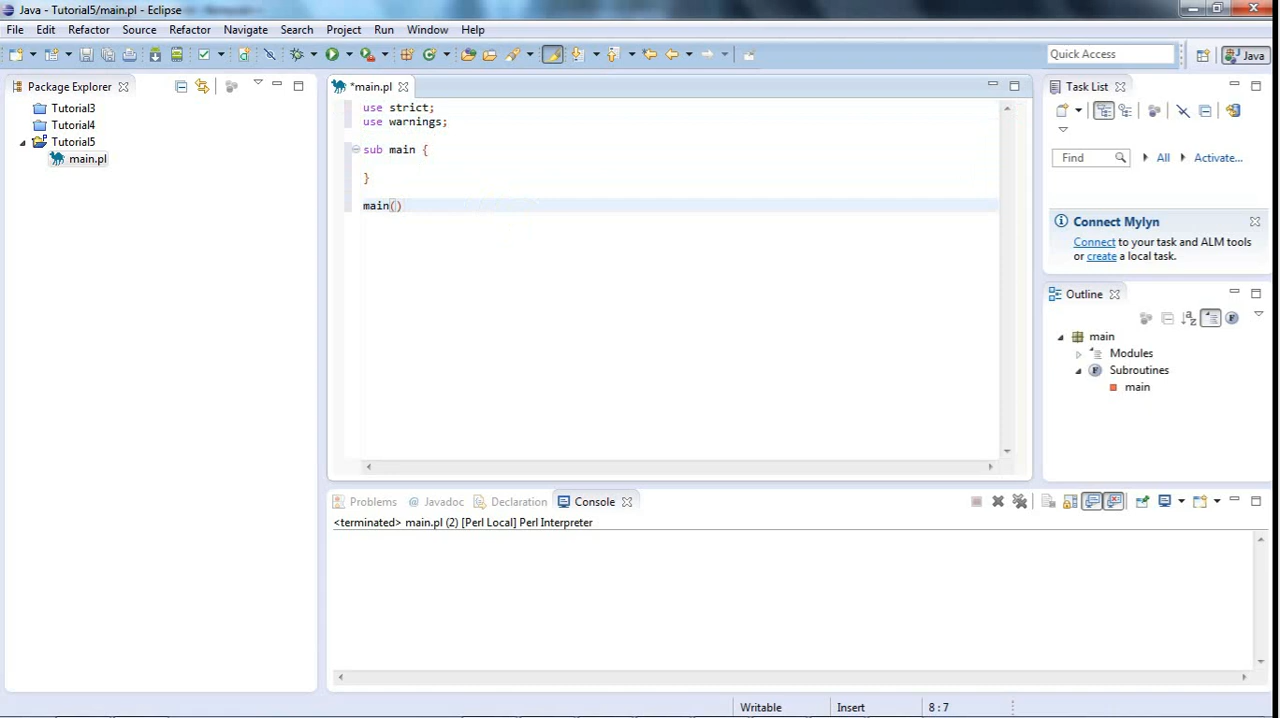 Java - Tutorial5/main.pl - Eclipse
File Edit Refactor Source Refactor Navigate Search Project Run Window Help
Quick Access
Java
Package Explorer
Tutorial3
Tutorial4
Tutorial5
main.pl
*main.pl
use strict;
use warnings;
sub main {
}
main()
Task List
Find All Activate...
Connect Mylyn
Connect to your task and ALM tools
or create a local task.
Outline
main
Modules
Subroutines
main
Problems @ Javadoc Declaration Console
<terminated> main.pl (2) [Perl Local] Perl Interpreter
Writable Insert 8 : 7